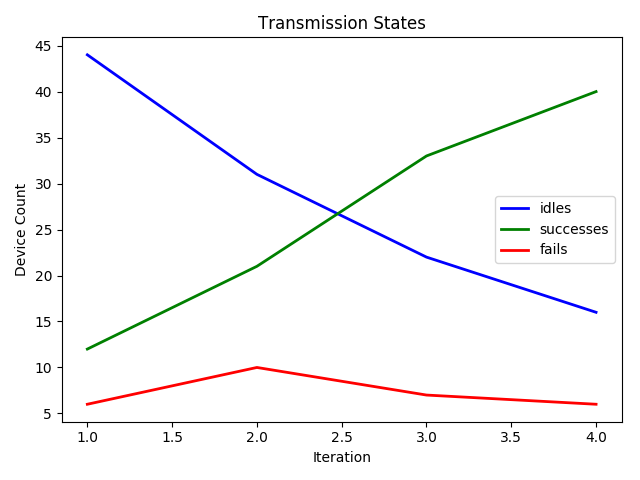 Transmission States
Device Count
45
40
35
30
25
20
15
10
5
idles
successes
fails
1.0 1.5 2.0 2.5 3.0 3.5 4.0
Iteration